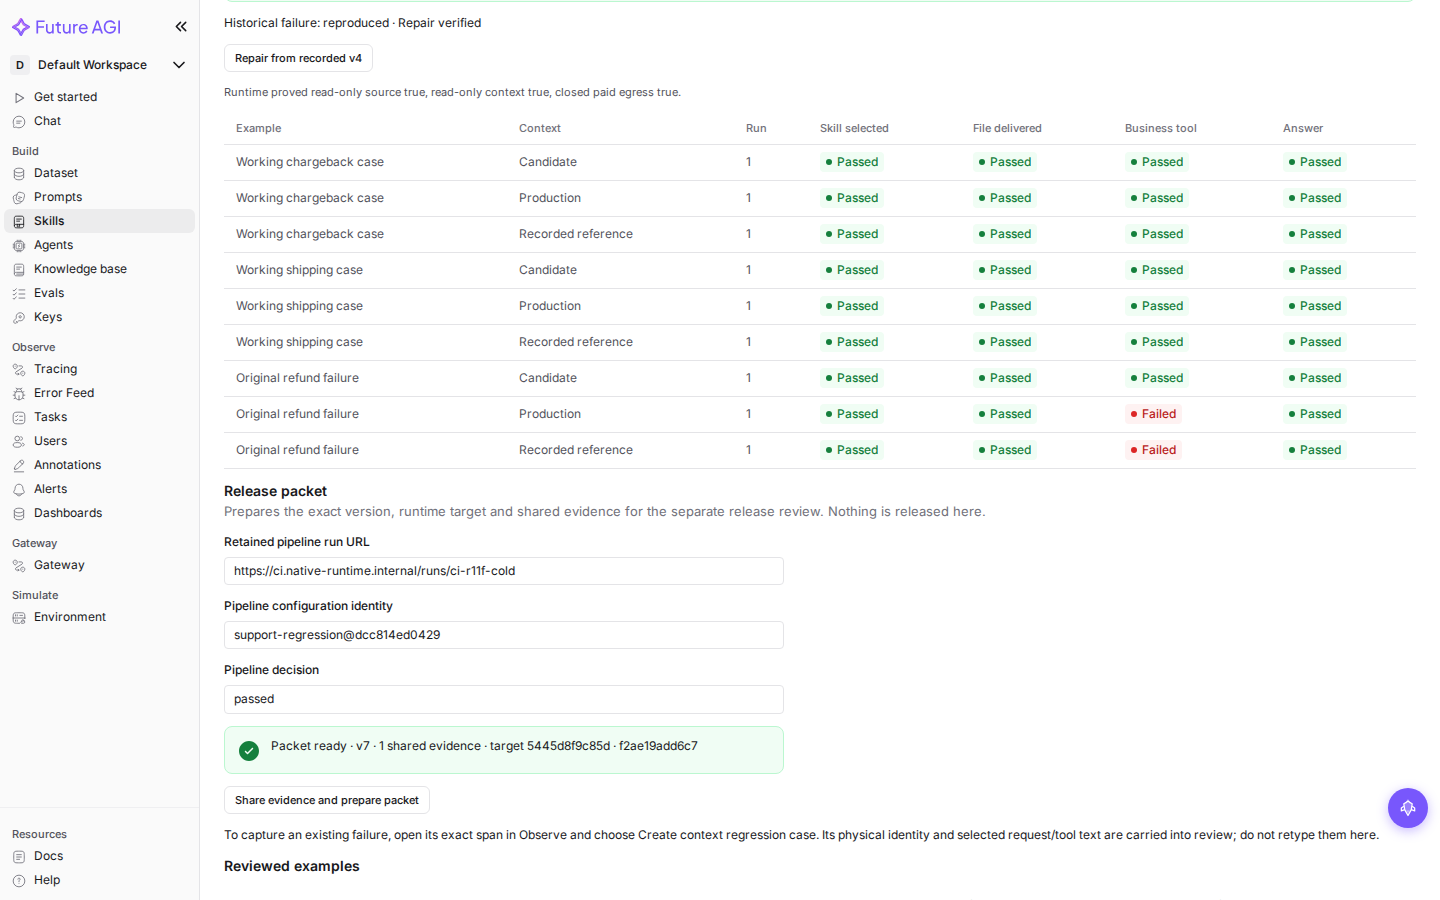 Future AGI
D Default Workspace
Get started
Chat
Build
Dataset
Prompts
Skills
Agents
Knowledge base
Evals
Keys
Observe
Tracing
Error Feed
Tasks
Users
Annotations
Alerts
Dashboards
Gateway
Gateway
Simulate
Environment
Resources
Docs
Help
Historical failure: reproduced · Repair verified
Repair from recorded v4
Runtime proved read-only source true, read-only context true, closed paid egress true.
Example Context Run Skill selected File delivered Business tool Answer
Working chargeback case Candidate 1 Passed Passed Passed Passed
Working chargeback case Production 1 Passed Passed Passed Passed
Working chargeback case Recorded reference 1 Passed Passed Passed Passed
Working shipping case Candidate 1 Passed Passed Passed Passed
Working shipping case Production 1 Passed Passed Passed Passed
Working shipping case Recorded reference 1 Passed Passed Passed Passed
Original refund failure Candidate 1 Passed Passed Passed Passed
Original refund failure Production 1 Passed Passed Failed Passed
Original refund failure Recorded reference 1 Passed Passed Failed Passed
Release packet
Prepares the exact version, runtime target and shared evidence for the separate release review. Nothing is released here.
Retained pipeline run URL
https://ci.native-runtime.internal/runs/ci-r11f-cold
Pipeline configuration identity
support-regression@dcc814ed0429
Pipeline decision
passed
Packet ready · v7 · 1 shared evidence · target 5445d8f9c85d · f2ae19add6c7
Share evidence and prepare packet
To capture an existing failure, open its exact span in Observe and choose Create context regression case. Its physical identity and selected request/tool text are carried into review; do not retype them here.
Reviewed examples